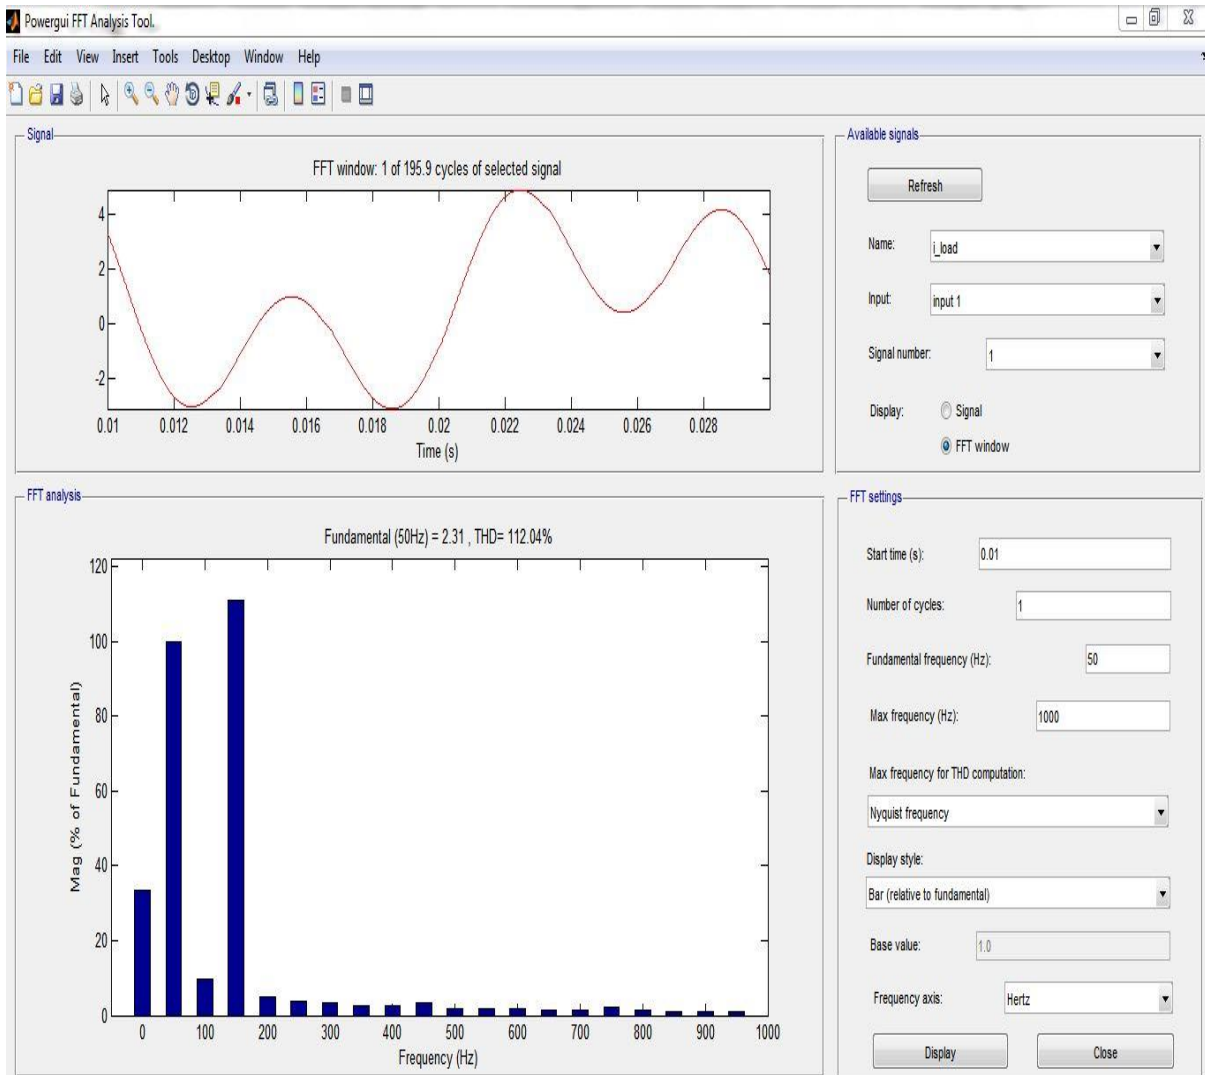 Powergui FFT Analysis Tool.
File Edit View Insert Tools Desktop Window Help
Signal
FFT window: 1 of 195.9 cycles of selected signal
4
2
0
-2
0.01 0.012 0.014 0.016 0.018 0.02 0.022 0.024 0.026 0.028
Time (s)
Available signals
Refresh
Name: i_load
Input: input 1
Signal number: 1
Display: Signal
FFT window
FFT analysis
Fundamental (50Hz) = 2.31 , THD= 112.04%
Mag (% of Fundamental)
120
100
80
60
40
20
0
0 100 200 300 400 500 600 700 800 900 1000
Frequency (Hz)
FFT settings
Start time (s): 0.01
Number of cycles: 1
Fundamental frequency (Hz): 50
Max frequency (Hz): 1000
Max frequency for THD computation:
Nyquist frequency
Display style:
Bar (relative to fundamental)
Base value: 1.0
Frequency axis: Hertz
Display Close